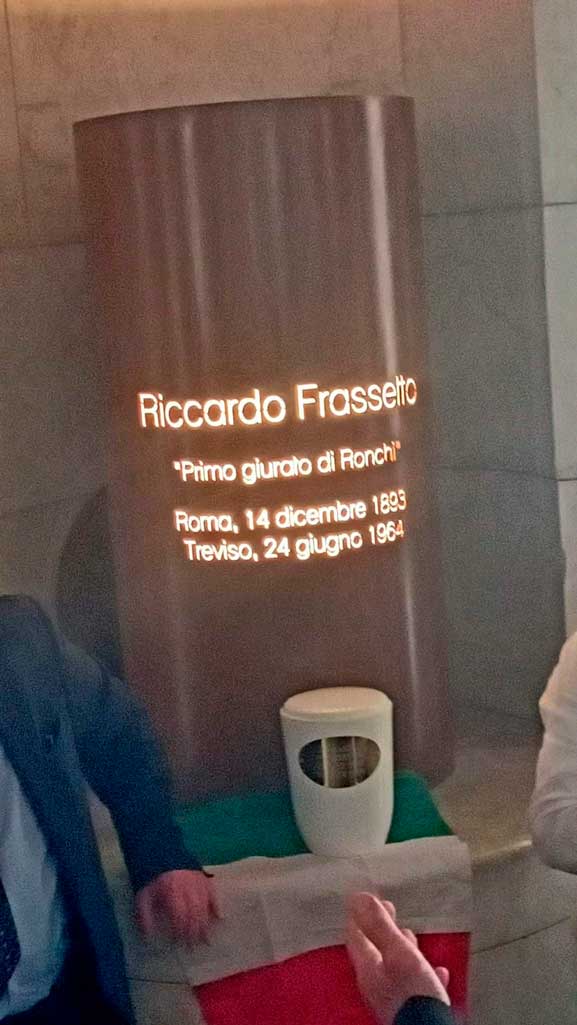 Riccardo Frassetto
"Primo giurato di Ronchi"
Roma, 14 dicembre 1893
Treviso, 24 giugno 1964